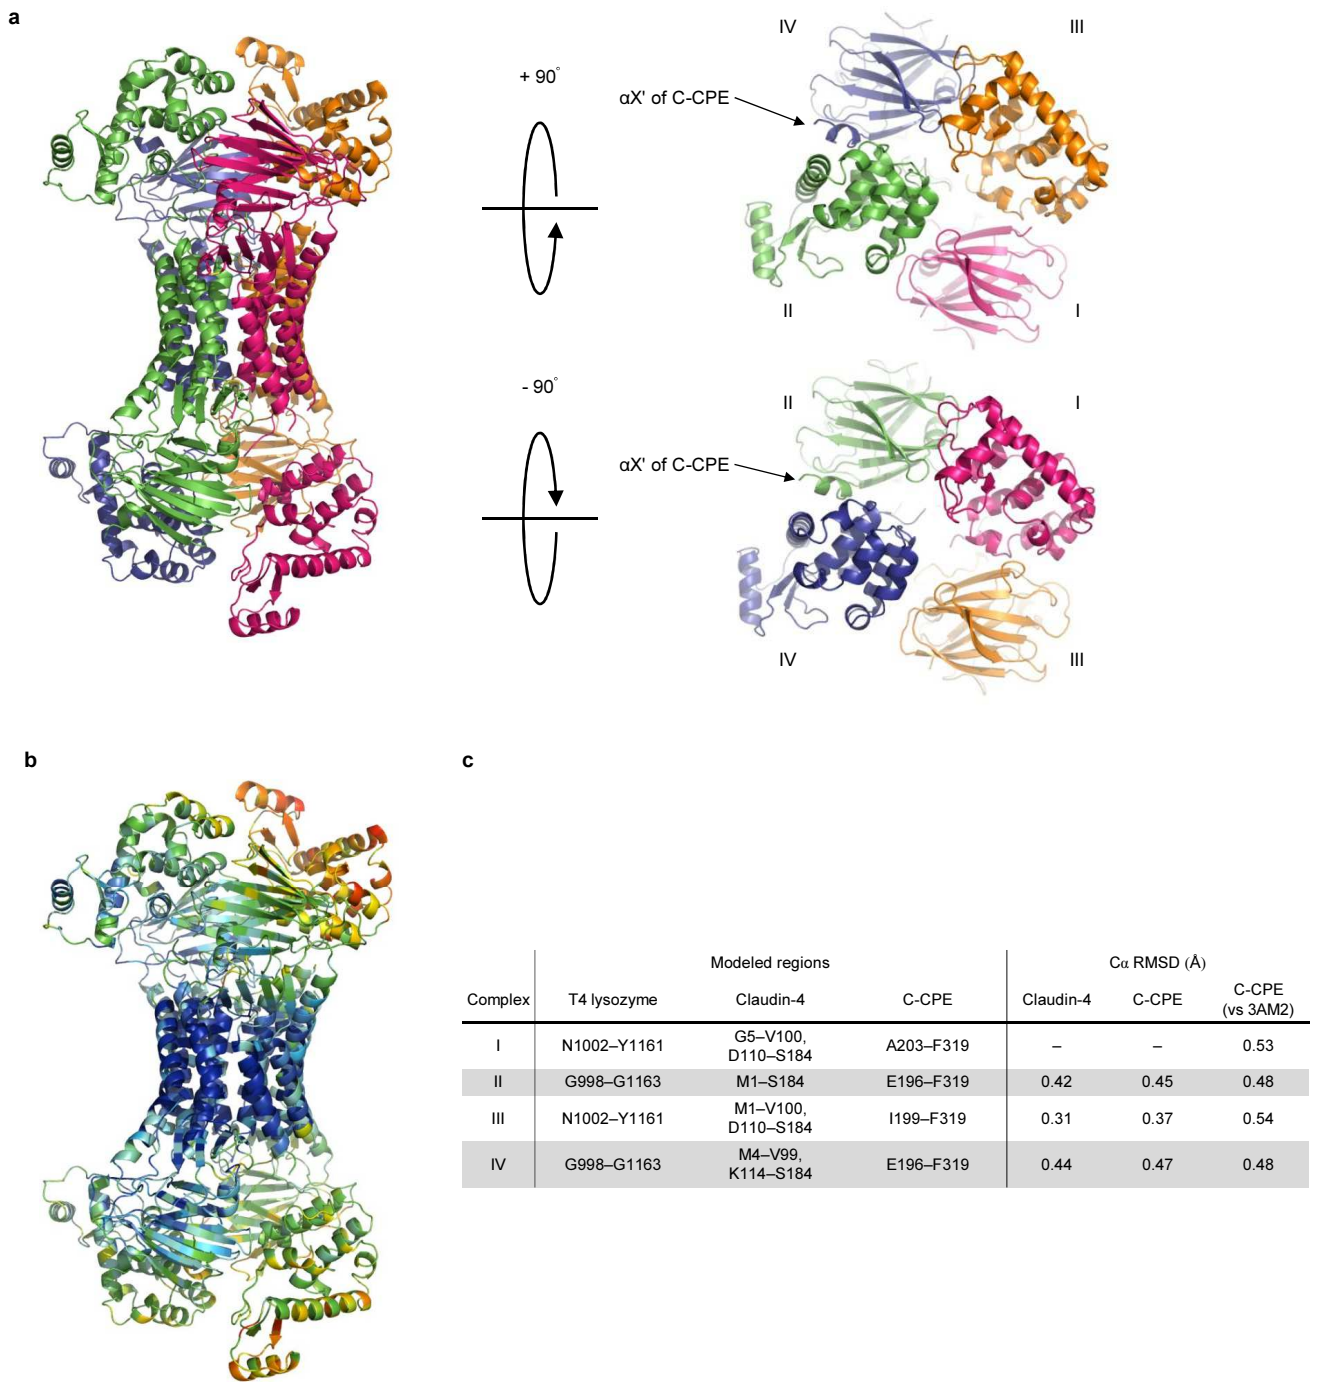 a
IV
III
+ 90°
αX' of C-CPE
II
I
- 90°
II
I
αX' of C-CPE
IV
III
b
c
Modeled regions
Cα RMSD (Å)
Complex T4 lysozyme Claudin-4 C-CPE Claudin-4 C-CPE C-CPE (vs 3AM2)
I N1002–Y1161 G5–V100, D110–S184 A203–F319 – – 0.53
II G998–G1163 M1–S184 E196–F319 0.42 0.45 0.48
III N1002–Y1161 M1–V100, D110–S184 I199–F319 0.31 0.37 0.54
IV G998–G1163 M4–V99, K114–S184 E196–F319 0.44 0.47 0.48